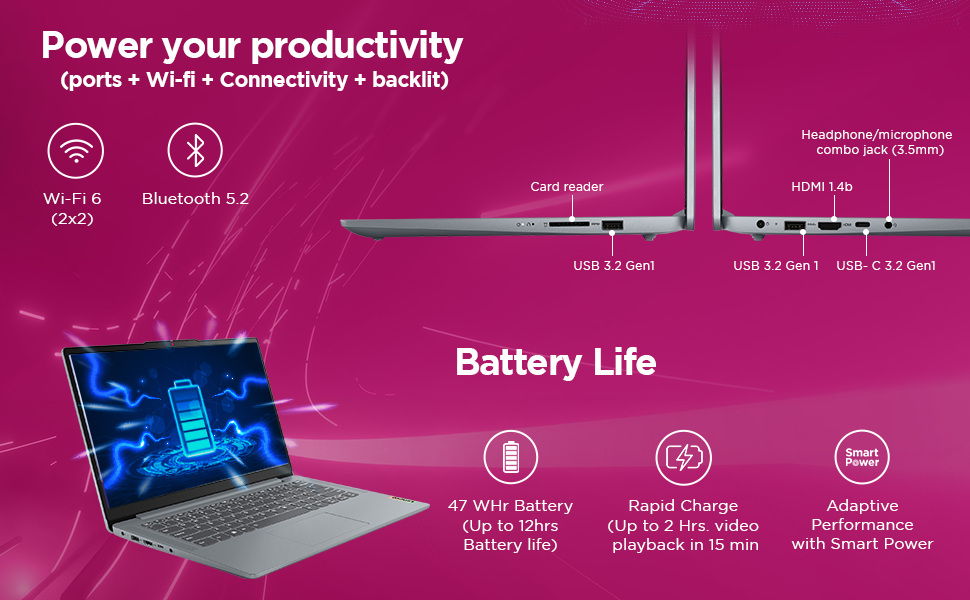 Power your productivity
(ports + Wi-fi + Connectivity + backlit)
Wi-Fi 6
(2x2)
Bluetooth 5.2
Card reader
USB 3.2 Gen1
Headphone/microphone
combo jack (3.5mm)
HDMI 1.4b
USB 3.2 Gen 1
USB- C 3.2 Gen1
Battery Life
47 WHr Battery
(Up to 12hrs
Battery life)
Rapid Charge
(Up to 2 Hrs. video
playback in 15 min
Smart
Power
Adaptive
Performance
with Smart Power